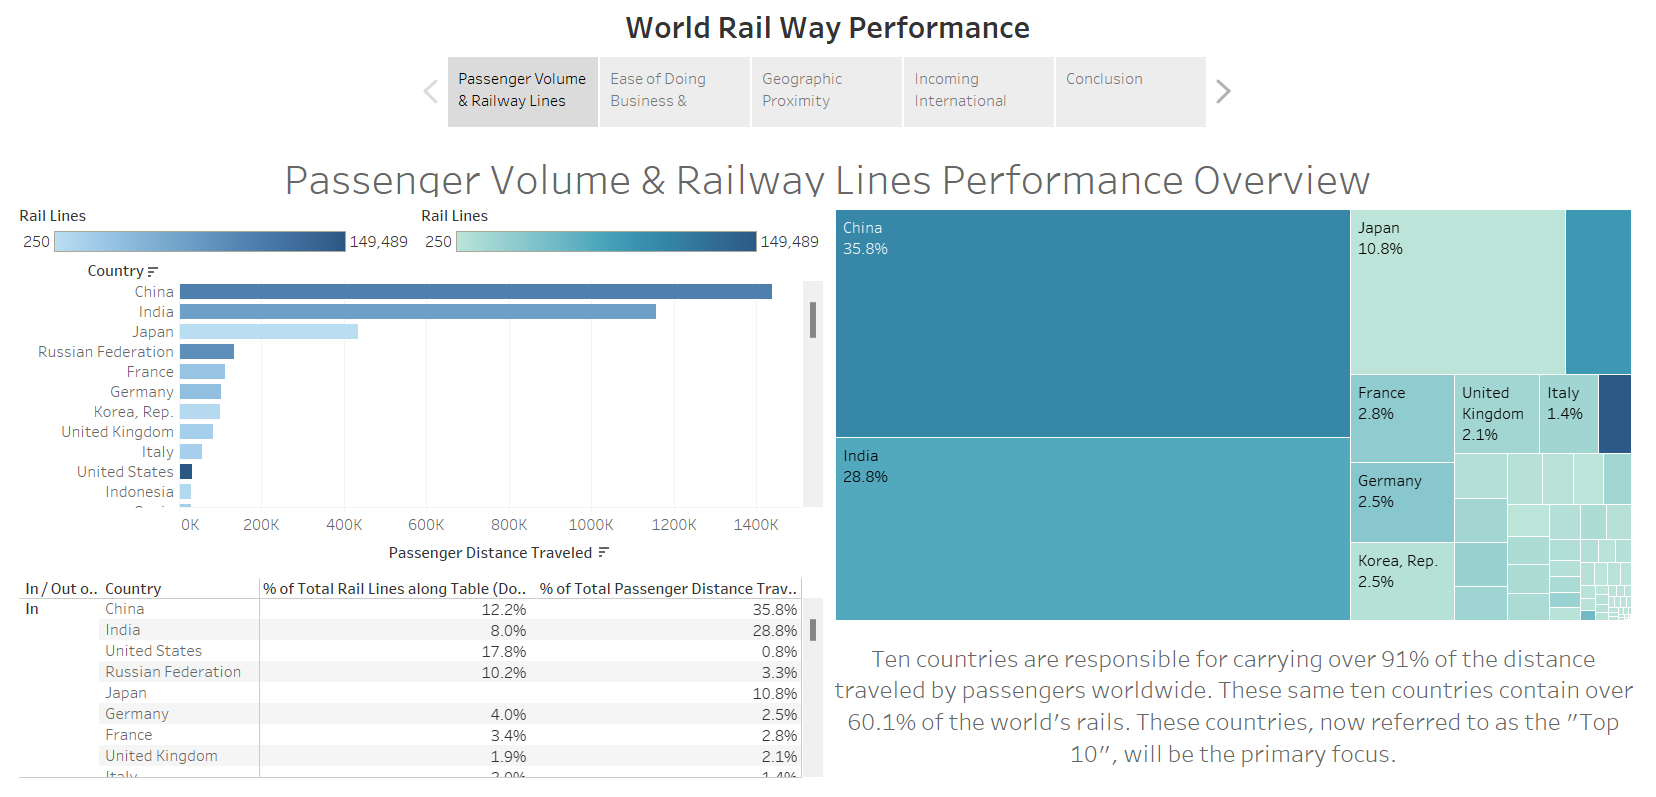 World Rail Way Performance
Passenger Volume
& Railway Lines
Ease of Doing
Business &
Geographic
Proximity
Incoming
International
Conclusion
Passenger Volume & Railway Lines Performance Overview
Rail Lines
250 149,489
Rail Lines
250 149,489
Country
China
India
Japan
Russian Federation
France
Germany
Korea, Rep.
United Kingdom
Italy
United States
Indonesia
0K 200K 400K 600K 800K 1000K 1200K 1400K
Passenger Distance Traveled
In / Out o.. Country % of Total Rail Lines along Table (Do.. % of Total Passenger Distance Trav..
In China 12.2% 35.8%
India 8.0% 28.8%
United States 17.8% 0.8%
Russian Federation 10.2% 3.3%
Japan 10.8%
Germany 4.0% 2.5%
France 3.4% 2.8%
United Kingdom 1.9% 2.1%
Italy 2.0% 1.4%
China
35.8%
India
28.8%
Japan
10.8%
France
2.8%
Germany
2.5%
Korea, Rep.
2.5%
United
Kingdom
2.1%
Italy
1.4%
Ten countries are responsible for carrying over 91% of the distance
traveled by passengers worldwide. These same ten countries contain over
60.1% of the world's rails. These countries, now referred to as the "Top
10", will be the primary focus.